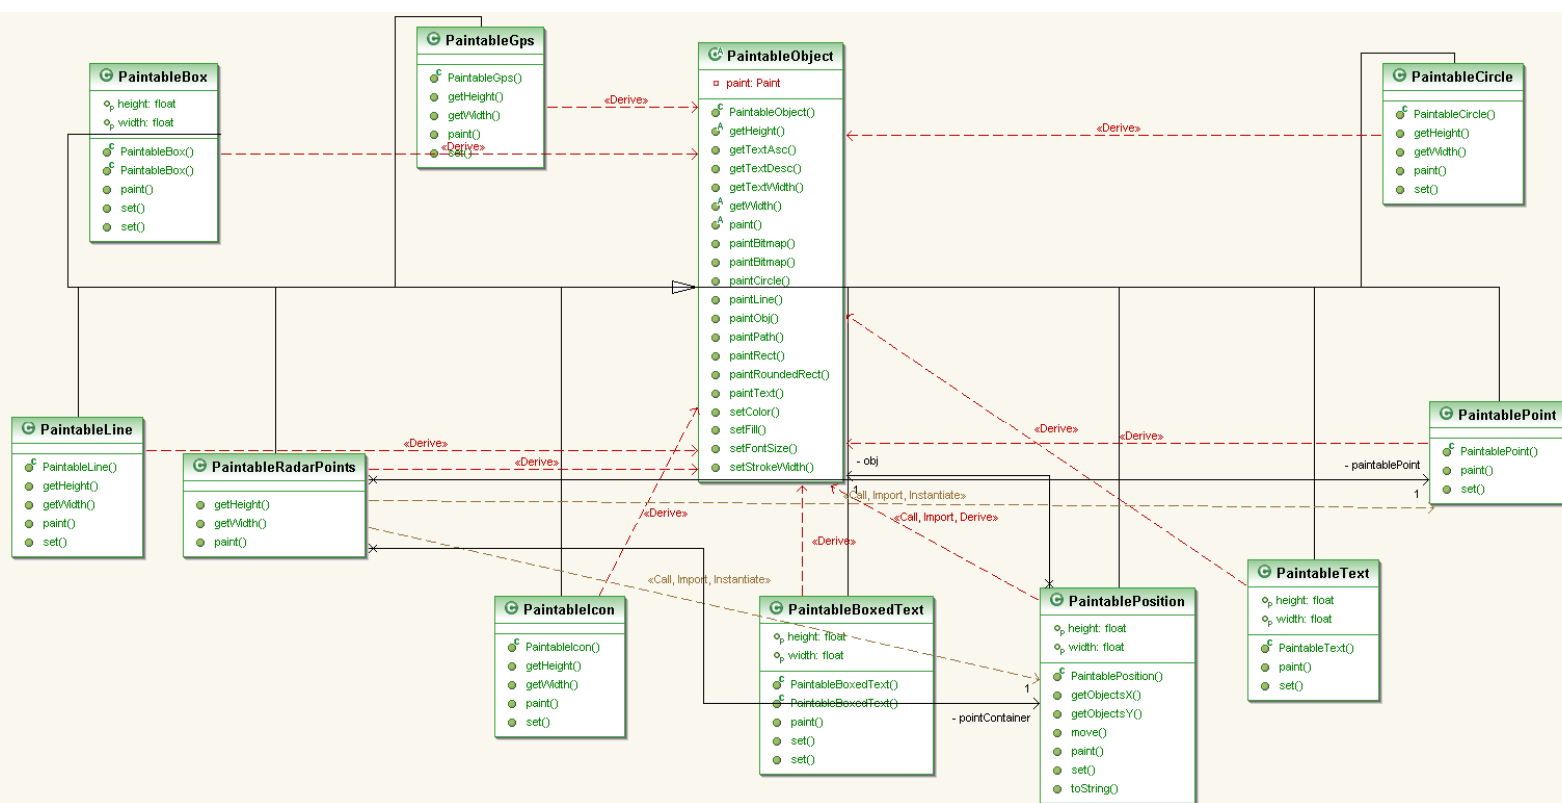 PaintableGps
PaintableGps()
getHeight()
getWidth()
paint()
set()
PaintableBox
height: float
width: float
PaintableBox()
PaintableBox()
paint()
set()
set()
PaintableObject
paint: Paint
PaintableObject()
getHeight()
getTextAsc()
getTextDesc()
getTextWidth()
getWidth()
paint()
paintBitmap()
paintBitmap()
paintCircle()
paintLine()
paintObj()
paintPath()
paintRect()
paintRoundedRect()
paintText()
setColor()
setFill()
setFontSize()
setStrokeWidth()
PaintableCircle
PaintableCircle()
getHeight()
getWidth()
paint()
set()
«Derive»
«Derive»
«Derive»
PaintableLine
PaintableLine()
getHeight()
getWidth()
paint()
set()
PaintableRadarPoints
getHeight()
getWidth()
paint()
«Derive»
«Derive»
«Derive»
«Derive»
«Derive»
- obj
1
- paintablePoint
1
«Call, Import, Instantiate»
«Call, Import, Derive»
«Derive»
«Call, Import, Instantiate»
PaintablePoint
PaintablePoint()
paint()
set()
PaintableIcon
PaintableIcon()
getHeight()
getWidth()
paint()
set()
PaintableBoxedText
height: float
width: float
PaintableBoxedText()
PaintableBoxedText()
paint()
set()
set()
1
- pointContainer
PaintablePosition
height: float
width: float
PaintablePosition()
getObjectsX()
getObjectsY()
move()
paint()
set()
toString()
PaintableText
height: float
width: float
PaintableText()
paint()
set()